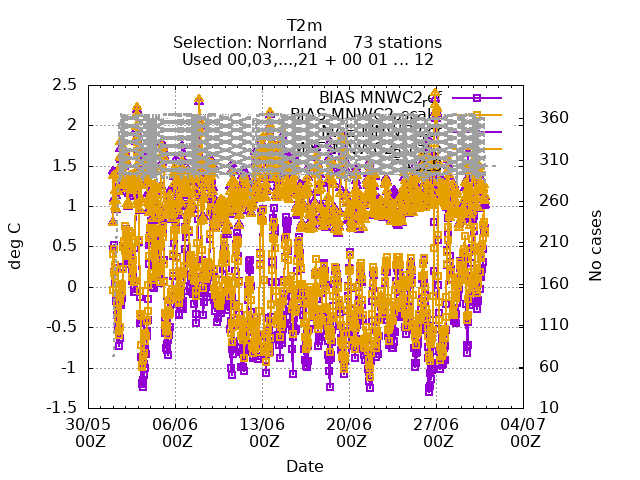 T2m
Selection: Norrland 73 stations
Used 00,03,...,21 + 00 01 ... 12
BIAS MNWC2
BIAS MNWC2
2.5
2
1.5
1
0.5
0
-0.5
-1
-1.5
360
310
260
210
160
110
60
10
deg C
No cases
30/05 06/06 13/06 20/06 27/06 04/07
00Z 00Z 00Z 00Z 00Z 00Z
Date